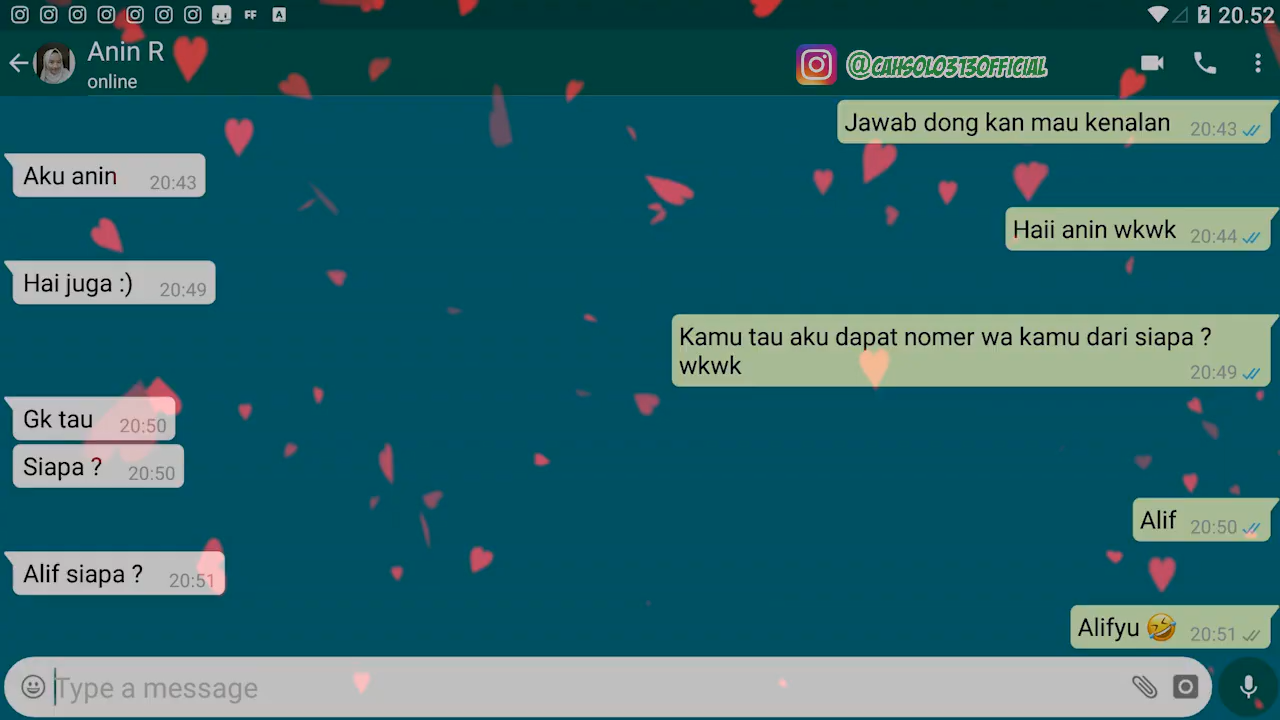 FF A 20.52
Anin R
online
@CAHSOLO313OFFICIAL
Jawab dong kan mau kenalan 20:43
Aku anin 20:43
Haii anin wkwk 20:44
Hai juga :) 20:49
Kamu tau aku dapat nomer wa kamu dari siapa ?
wkwk 20:49
Gk tau 20:50
Siapa ? 20:50
Alif 20:50
Alif siapa ? 20:51
Alifyu 🤣 20:51
Type a message